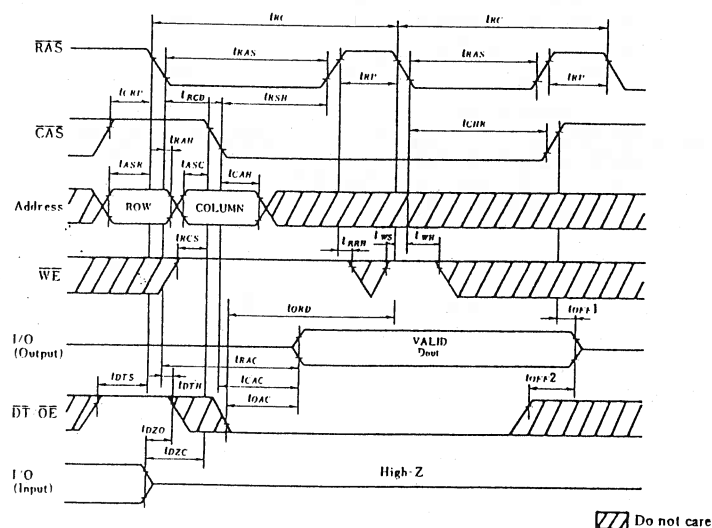 tRC tRC
RAS
tRAS tRAS
tRP tRP
tCRP tRCD tRSH
CAS
tCHR
tRAH
tASR tASC tCAH
Address ROW COLUMN
tRCS tRRH tWS tWH
WE
tORD tOFF1
I/O
(Output) VALID
Dout
tRAC
tOFF2
tDTS tDTH tCAC
tOAC
DT OE
tDZO
tDZC
I/O
(Input) High-Z
Do not care